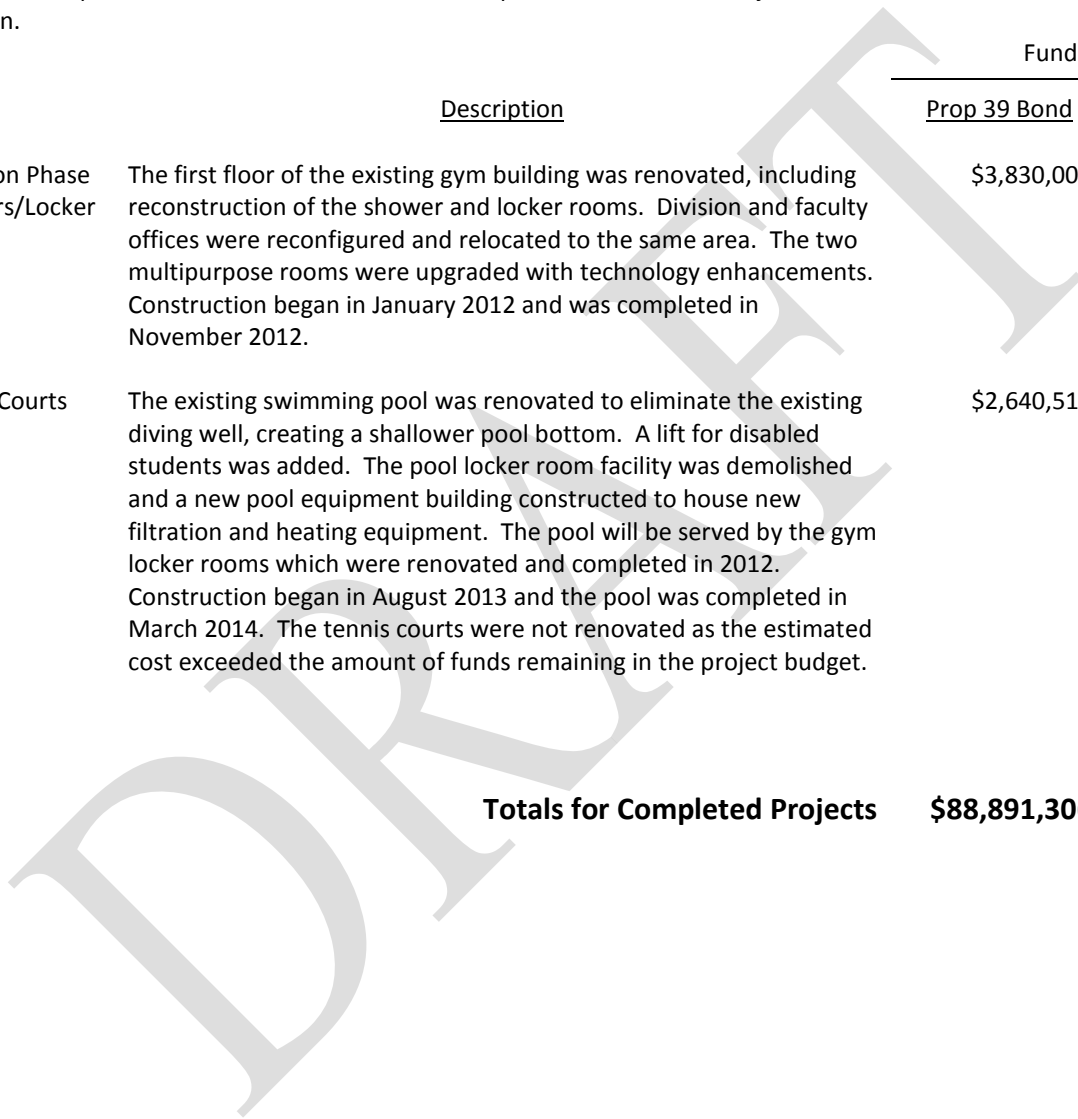 n.
Fund
Description Prop 39 Bond
on Phase The first floor of the existing gym building was renovated, including $3,830,00
rs/Locker reconstruction of the shower and locker rooms. Division and faculty
offices were reconfigured and relocated to the same area. The two
multipurpose rooms were upgraded with technology enhancements.
Construction began in January 2012 and was completed in
November 2012.
Courts The existing swimming pool was renovated to eliminate the existing $2,640,51
diving well, creating a shallower pool bottom. A lift for disabled
students was added. The pool locker room facility was demolished
and a new pool equipment building constructed to house new
filtration and heating equipment. The pool will be served by the gym
locker rooms which were renovated and completed in 2012.
Construction began in August 2013 and the pool was completed in
March 2014. The tennis courts were not renovated as the estimated
cost exceeded the amount of funds remaining in the project budget.
Totals for Completed Projects $88,891,30
DRAFT